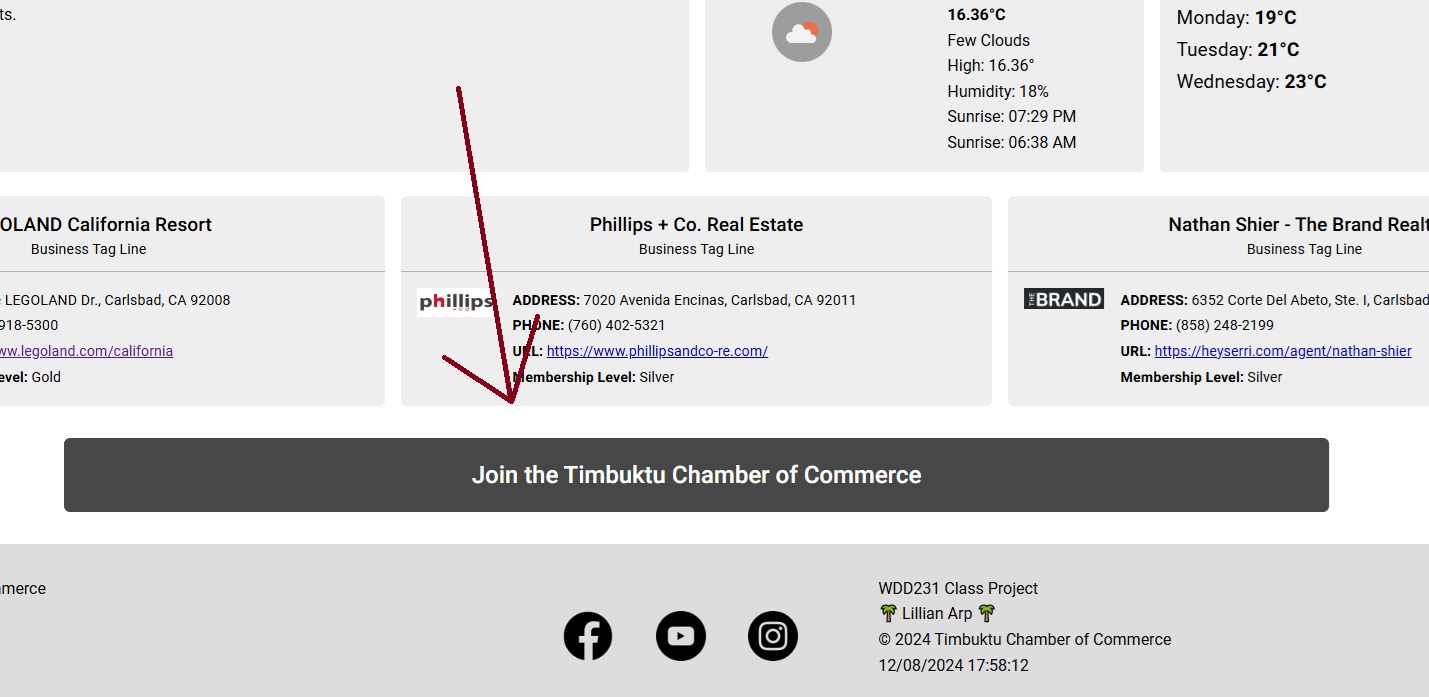 ts.
16.36°C
Few Clouds
High: 16.36°
Humidity: 18%
Sunrise: 07:29 PM
Sunrise: 06:38 AM
Monday: 19°C
Tuesday: 21°C
Wednesday: 23°C
OLAND California Resort
Business Tag Line
LEGOLAND Dr., Carlsbad, CA 92008
918-5300
ww.legoland.com/california
evel: Gold
Phillips + Co. Real Estate
Business Tag Line
phillips
+co
ADDRESS: 7020 Avenida Encinas, Carlsbad, CA 92011
PHONE: (760) 402-5321
URL: https://www.phillipsandco-re.com/
Membership Level: Silver
Nathan Shier - The Brand Realt
Business Tag Line
THE BRAND
ADDRESS: 6352 Corte Del Abeto, Ste. I, Carlsbad
PHONE: (858) 248-2199
URL: https://heyserri.com/agent/nathan-shier
Membership Level: Silver
Join the Timbuktu Chamber of Commerce
mmerce
WDD231 Class Project
🌴 Lillian Arp 🌴
© 2024 Timbuktu Chamber of Commerce
12/08/2024 17:58:12